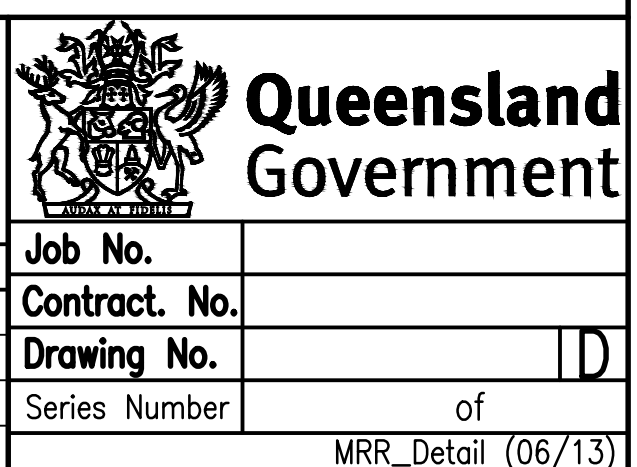 Queensland
Government
AUDAX AT FIDELIS
Job No.
Contract. No.
Drawing No. D
Series Number of
MRR_Detail (06/13)